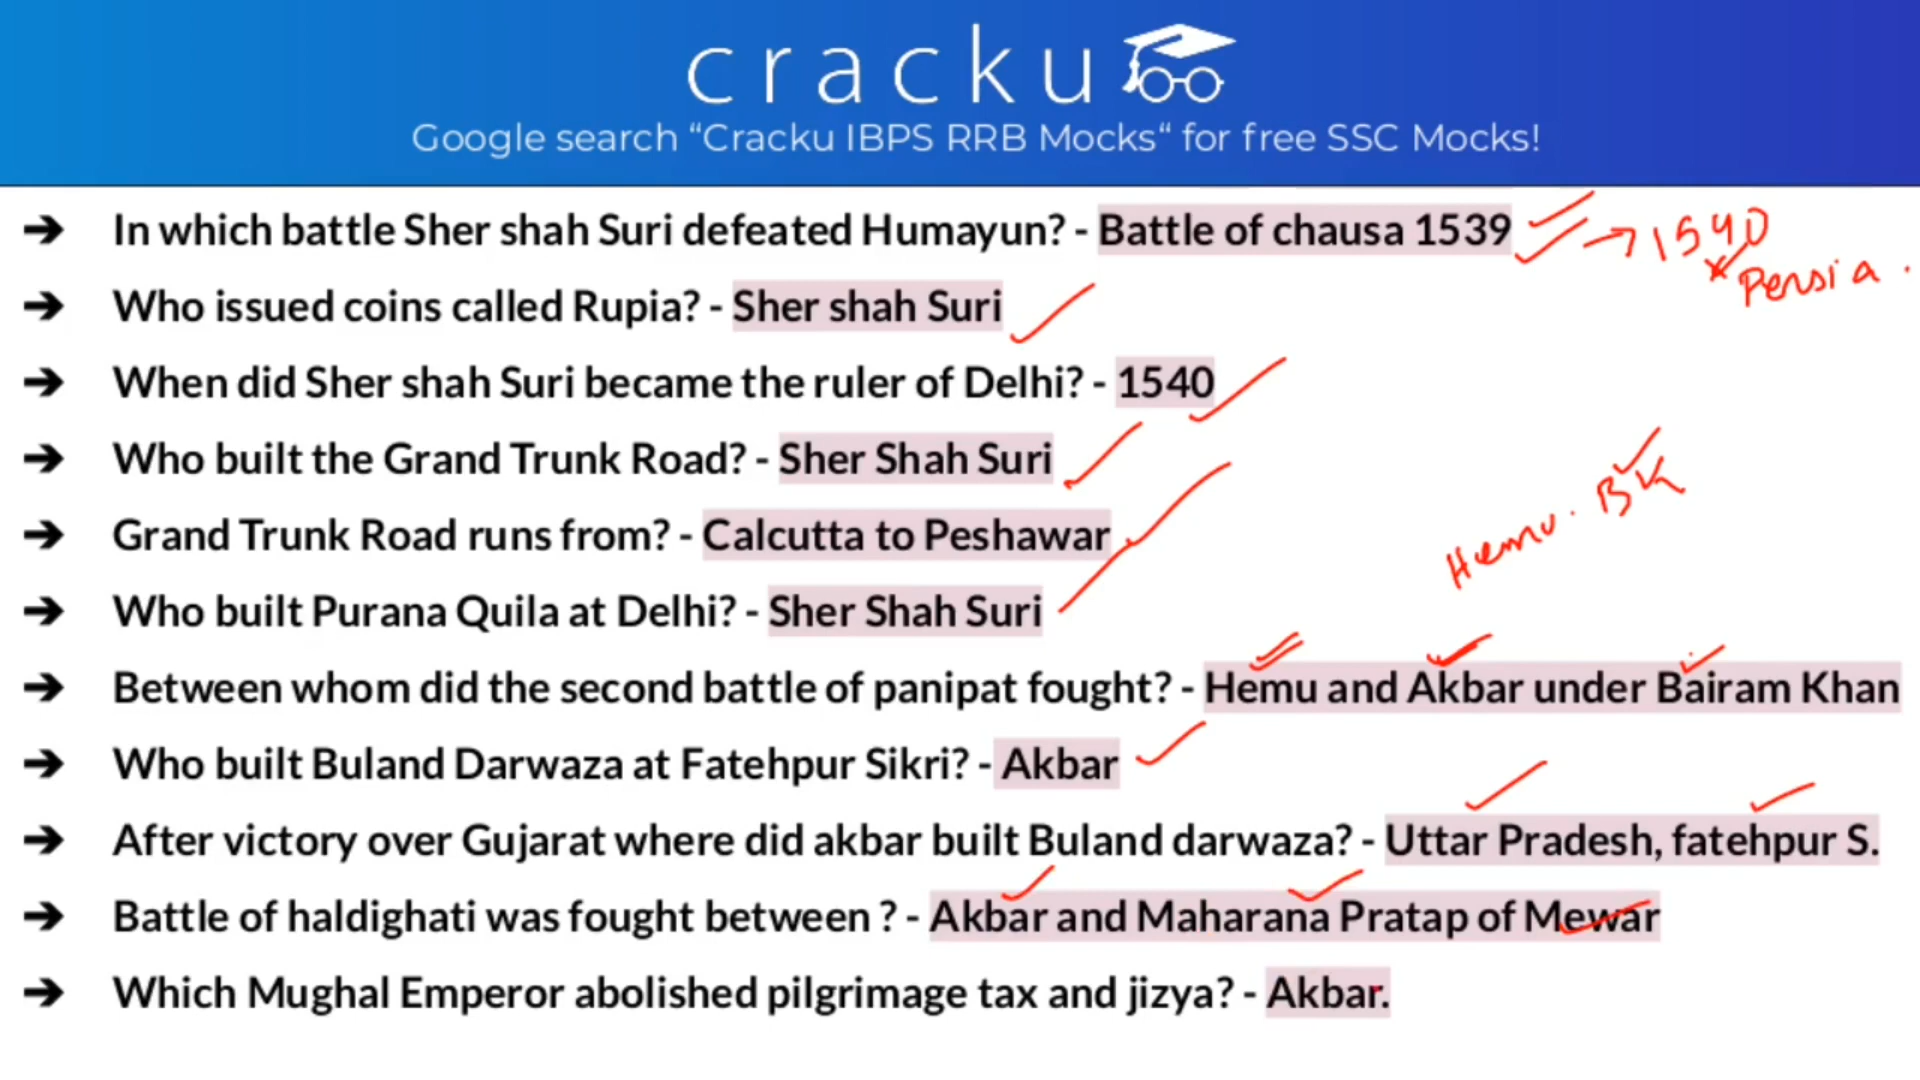 cracku
Google search “Cracku IBPS RRB Mocks“ for free SSC Mocks!
➔ In which battle Sher shah Suri defeated Humayun? - Battle of chausa 1539 → 1540
Persia.
➔ Who issued coins called Rupia? - Sher shah Suri
➔ When did Sher shah Suri became the ruler of Delhi? - 1540
➔ Who built the Grand Trunk Road? - Sher Shah Suri
Hemu. BK
➔ Grand Trunk Road runs from? - Calcutta to Peshawar
➔ Who built Purana Quila at Delhi? - Sher Shah Suri
➔ Between whom did the second battle of panipat fought? - Hemu and Akbar under Bairam Khan
➔ Who built Buland Darwaza at Fatehpur Sikri? - Akbar
➔ After victory over Gujarat where did akbar built Buland darwaza? - Uttar Pradesh, fatehpur S.
➔ Battle of haldighati was fought between ? - Akbar and Maharana Pratap of Mewar
➔ Which Mughal Emperor abolished pilgrimage tax and jizya? - Akbar.